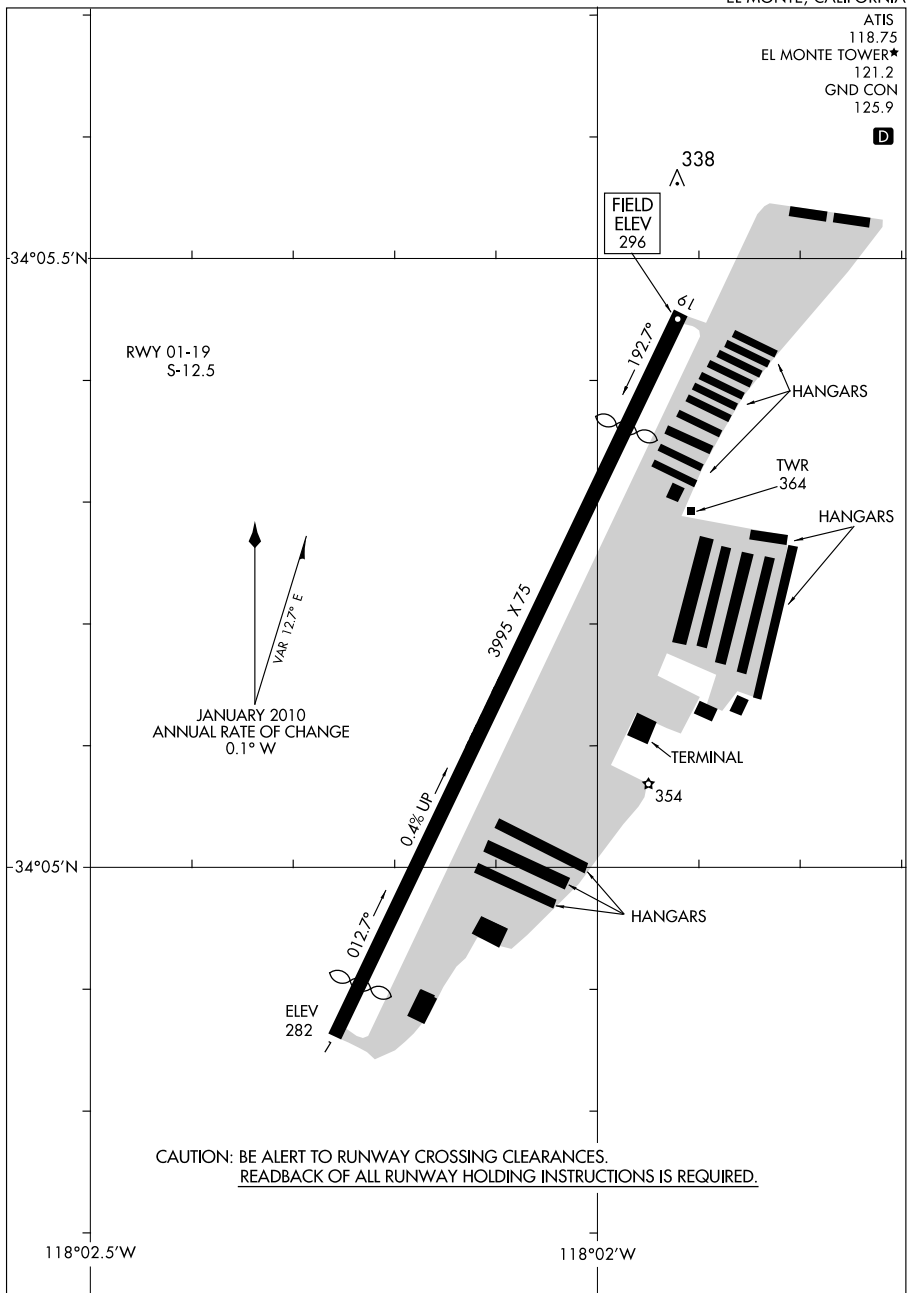 EL MONTE, CALIFORNIA
ATIS
118.75
EL MONTE TOWER★
121.2
GND CON
125.9
D
338
FIELD
ELEV
296
34°05.5'N
19
192.7°
RWY 01-19
S-12.5
HANGARS
TWR
364
HANGARS
VAR 12.7° E
3995 X 75
JANUARY 2010
ANNUAL RATE OF CHANGE
0.1° W
TERMINAL
354
0.4% UP
34°05'N
HANGARS
012.7°
ELEV
282
1
CAUTION: BE ALERT TO RUNWAY CROSSING CLEARANCES.
READBACK OF ALL RUNWAY HOLDING INSTRUCTIONS IS REQUIRED.
118°02.5'W
118°02'W